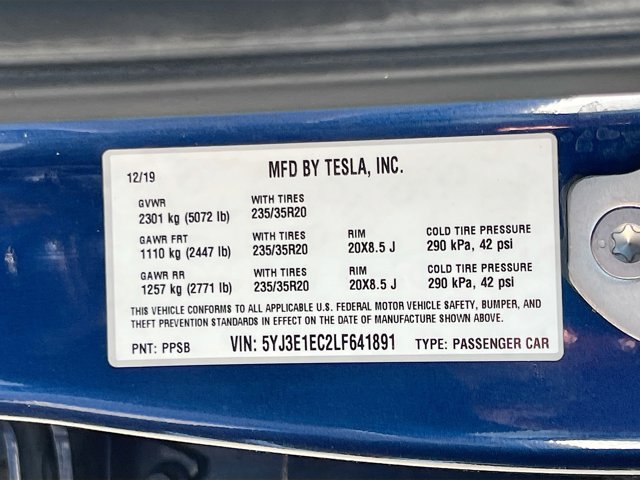 12/19 MFD BY TESLA, INC.
GVWR WITH TIRES
2301 kg (5072 lb) 235/35R20
GAWR FRT WITH TIRES RIM COLD TIRE PRESSURE
1110 kg (2447 lb) 235/35R20 20X8.5 J 290 kPa, 42 psi
GAWR RR WITH TIRES RIM COLD TIRE PRESSURE
1257 kg (2771 lb) 235/35R20 20X8.5 J 290 kPa, 42 psi
THIS VEHICLE CONFORMS TO ALL APPLICABLE U.S. FEDERAL MOTOR VEHICLE SAFETY, BUMPER, AND
THEFT PREVENTION STANDARDS IN EFFECT ON THE DATE OF MANUFACTURE SHOWN ABOVE.
PNT: PPSB VIN: 5YJ3E1EC2LF641891 TYPE: PASSENGER CAR